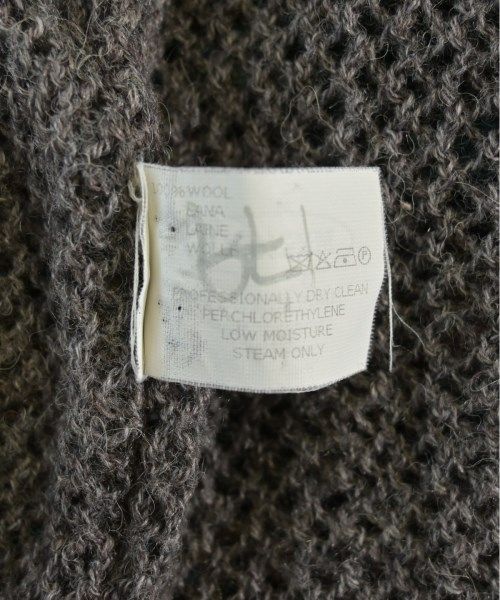 100% WOOL
LANA
LAINE
WOLLE
PROFESSIONALLY DRY CLEAN
PERCHLORETHYLENE
LOW MOISTURE
STEAM ONLY